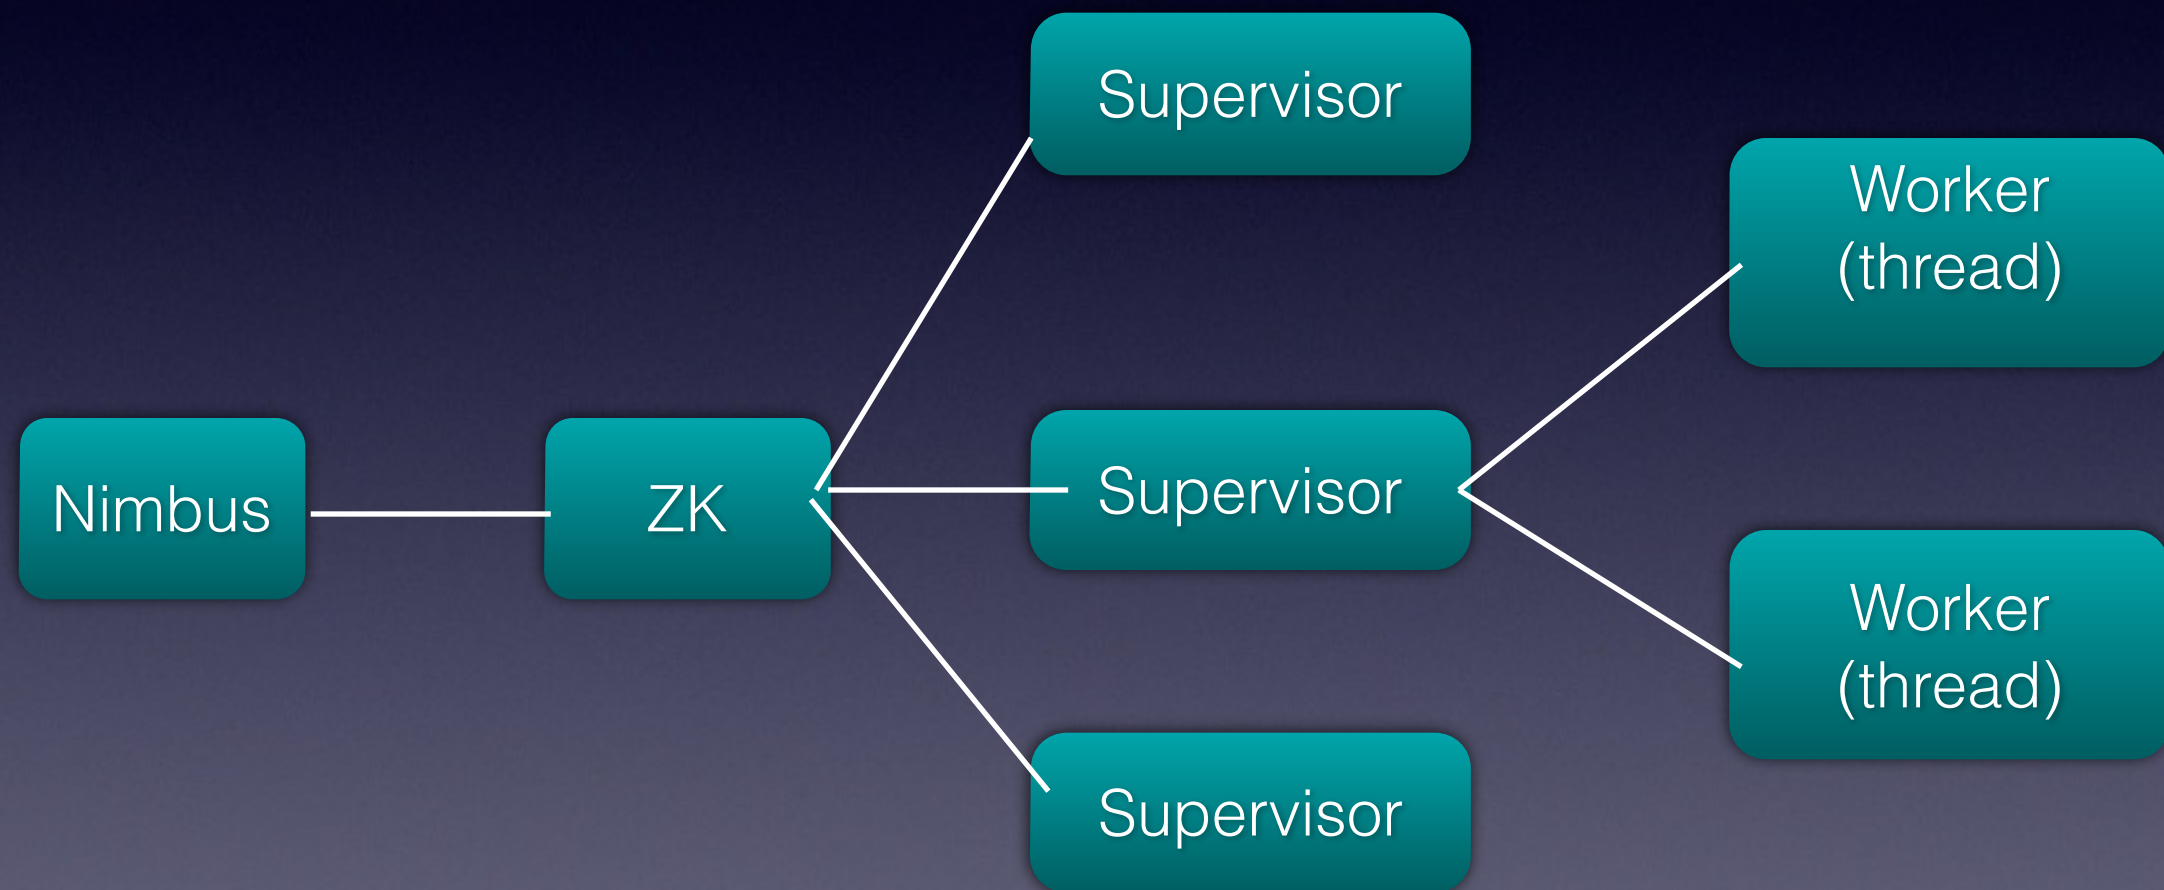 Nimbus
ZK
Supervisor
Supervisor
Supervisor
Worker
(thread)
Worker
(thread)